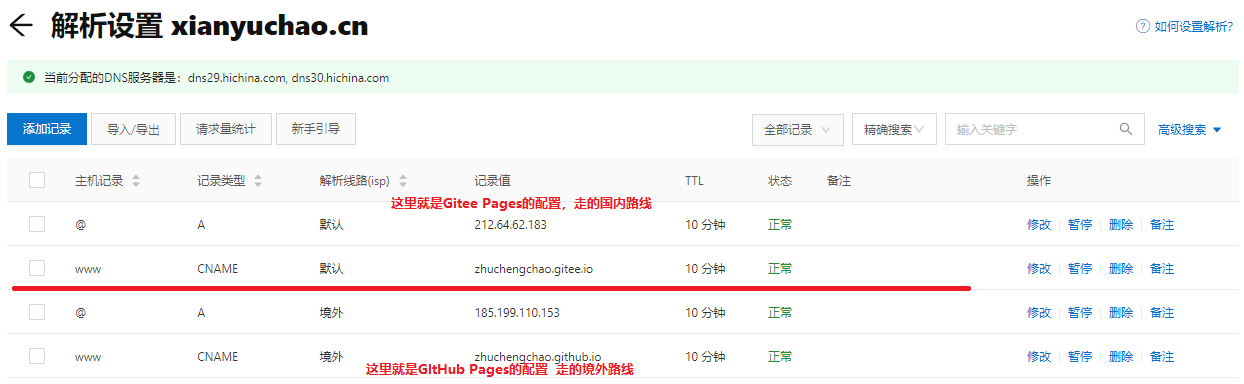 解析设置 xianyuchao.cn
如何设置解析?
当前分配的DNS服务器是：dns29.hichina.com, dns30.hichina.com
添加记录 导入/导出 请求量统计 新手引导 全部记录 精确搜索 输入关键字 高级搜索
主机记录 记录类型 解析线路(isp) 记录值 TTL 状态 备注 操作
这里就是Gitee Pages的配置，走的国内路线
@ A 默认 212.64.62.183 10 分钟 正常 修改 暂停 删除 备注
www CNAME 默认 zhuchengchao.gitee.io 10 分钟 正常 修改 暂停 删除 备注
@ A 境外 185.199.110.153 10 分钟 正常 修改 暂停 删除 备注
www CNAME 境外 zhuchengchao.github.io 10 分钟 正常 修改 暂停 删除 备注
这里就是GItHub Pages的配置 走的境外路线